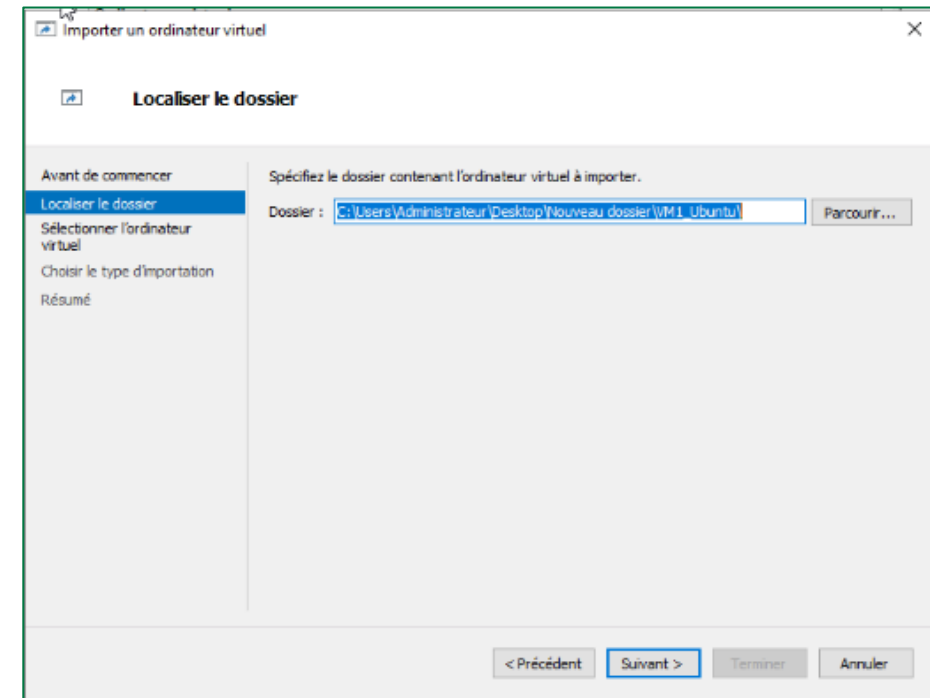 Importer un ordinateur virtuel
Localiser le dossier
Avant de commencer
Localiser le dossier
Sélectionner l'ordinateur
virtuel
Choisir le type d'importation
Résumé
Spécifiez le dossier contenant l'ordinateur virtuel à importer.
Dossier : C:\Users\Administrateur\Desktop\Nouveau dossier\VM1_Ubuntu\ Parcourir...
< Précédent Suivant > Terminer Annuler